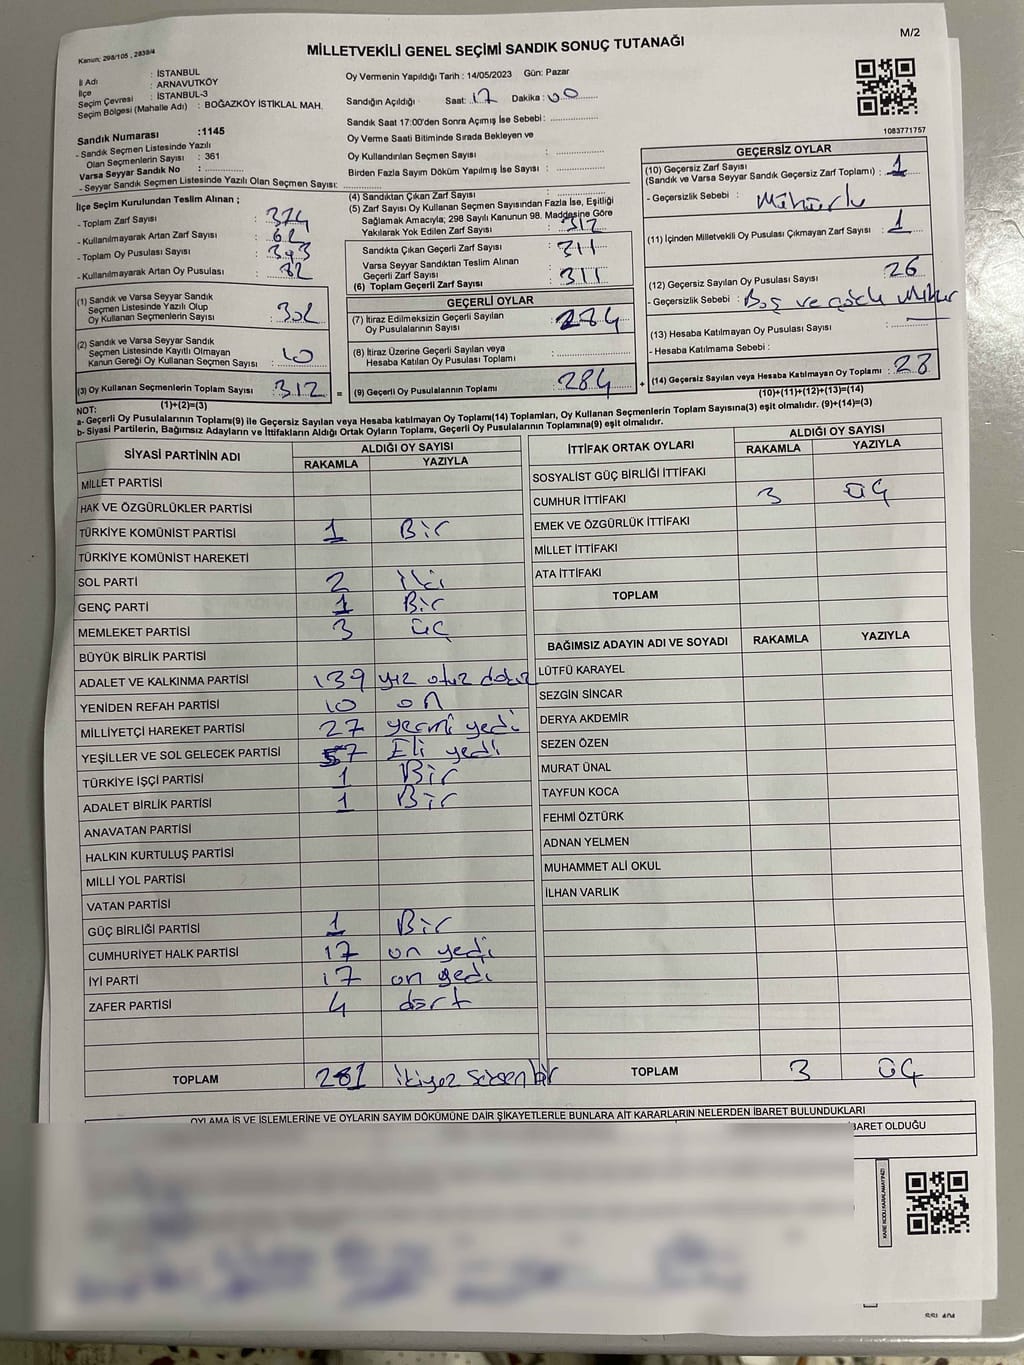 M/2
Kanun; 298/105 , 2839/4
MİLLETVEKİLİ GENEL SEÇİMİ SANDIK SONUÇ TUTANAĞI
İl Adı : İSTANBUL
İlçe : ARNAVUTKÖY
Seçim Çevresi : İSTANBUL-3
Seçim Bölgesi (Mahalle Adı) : BOĞAZKÖY İSTİKLAL MAH.
Sandık Numarası :1145
- Sandık Seçmen Listesinde Yazılı
Olan Seçmenlerin Sayısı : 361
Varsa Seyyar Sandık No :
- Seyyar Sandık Seçmen Listesinde Yazılı Olan Seçmen Sayısı:
Oy Vermenin Yapıldığı Tarih : 14/05/2023 Gün: Pazar
Sandığın Açıldığı Saat: 17 Dakika: 00
Sandık Saat 17:00'den Sonra Açımış İse Sebebi :
Oy Verme Saati Bitiminde Sırada Bekleyen ve
Oy Kullandırılan Seçmen Sayısı :
Birden Fazla Sayım Döküm Yapılmış İse Sayısı :
1083771757
İlçe Seçim Kurulundan Teslim Alınan ;
- Toplam Zarf Sayısı : 374
- Kullanılmayarak Artan Zarf Sayısı : 62
- Toplam Oy Pusulası Sayısı : 393
- Kullanılmayarak Artan Oy Pusulası :
(1) Sandık ve Varsa Seyyar Sandık
Seçmen Listesinde Yazılı Olup
Oy Kullanan Seçmenlerin Sayısı : 302
(2) Sandık ve Varsa Seyyar Sandık
Seçmen Listesinde Kayıtlı Olmayan
Kanun Gereği Oy Kullanan Seçmen Sayısı : 10
(3) Oy Kullanan Seçmenlerin Toplam Sayısı : 312 =
(1)+(2)=(3)
(4) Sandıktan Çıkan Zarf Sayısı :
(5) Zarf Sayısı Oy Kullanan Seçmen Sayısından Fazla İse, Eşitliği
Sağlamak Amacıyla; 298 Sayılı Kanunun 98. Maddesine Göre
Yakılarak Yok Edilen Zarf Sayısı : 312
Sandıkta Çıkan Geçerli Zarf Sayısı : 311
Varsa Seyyar Sandıktan Teslim Alınan
Geçerli Zarf Sayısı :
(6) Toplam Geçerli Zarf Sayısı : 311
GEÇERLİ OYLAR
(7) İtiraz Edilmeksizin Geçerli Sayılan
Oy Pusulalarının Sayısı : 284
(8) İtiraz Üzerine Geçerli Sayılan veya
Hesaba Katılan Oy Pusulası Toplamı :
(9) Geçerli Oy Pusulalarının Toplamı : 284 +
GEÇERSİZ OYLAR
(10) Geçersiz Zarf Sayısı
(Sandık ve Varsa Seyyar Sandık Geçersiz Zarf Toplamı) : 1
- Geçersizlik Sebebi : Mühürlü
(11) İçinden Milletvekili Oy Pusulası Çıkmayan Zarf Sayısı : 1
(12) Geçersiz Sayılan Oy Pusulası Sayısı : 26
- Geçersizlik Sebebi : Boş ve çoklu Mühür
(13) Hesaba Katılmayan Oy Pusulası Sayısı :
- Hesaba Katılmama Sebebi :
(14) Geçersiz Sayılan veya Hesaba Katılmayan Oy Toplamı : 28
(10)+(11)+(12)+(13)=(14)
NOT:
a- Geçerli Oy Pusulalarının Toplamı(9) ile Geçersiz Sayılan veya Hesaba katılmayan Oy Toplamı(14) Toplamları, Oy Kullanan Seçmenlerin Toplam Sayısına(3) eşit olmalıdır. (9)+(14)=(3)
b- Siyasi Partilerin, Bağımsız Adayların ve İttifakların Aldığı Ortak Oyların Toplamı, Geçerli Oy Pusulalarının Toplamına(9) eşit olmalıdır.
SİYASİ PARTİNİN ADI ALDIĞI OY SAYISI
RAKAMLA YAZIYLA
MİLLET PARTİSİ
HAK VE ÖZGÜRLÜKLER PARTİSİ
TÜRKİYE KOMÜNİST PARTİSİ 1 Bir
TÜRKİYE KOMÜNİST HAREKETİ
SOL PARTİ 2 İki
GENÇ PARTİ 1 Bir
MEMLEKET PARTİSİ 3 üç
BÜYÜK BİRLİK PARTİSİ
ADALET VE KALKINMA PARTİSİ 139 yüz otuz dokuz
YENİDEN REFAH PARTİSİ 10 on
MİLLİYETÇİ HAREKET PARTİSİ 27 yermi yedi
YEŞİLLER VE SOL GELECEK PARTİSİ 57 Eli yedi
TÜRKİYE İŞÇİ PARTİSİ 1 Bir
ADALET BİRLİK PARTİSİ 1 Bir
ANAVATAN PARTİSİ
HALKIN KURTULUŞ PARTİSİ
MİLLİ YOL PARTİSİ
VATAN PARTİSİ
GÜÇ BİRLİĞİ PARTİSİ 1 Bir
CUMHURİYET HALK PARTİSİ 17 on yedi
İYİ PARTİ 17 on yedi
ZAFER PARTİSİ 4 dört
TOPLAM 281 ikiyüz seksen bir
İTTİFAK ORTAK OYLARI ALDIĞI OY SAYISI
RAKAMLA YAZIYLA
SOSYALİST GÜÇ BİRLİĞİ İTTİFAKI
CUMHUR İTTİFAKI 3 ÜÇ
EMEK VE ÖZGÜRLÜK İTTİFAKI
MİLLET İTTİFAKI
ATA İTTİFAKI
TOPLAM
BAĞIMSIZ ADAYIN ADI VE SOYADI RAKAMLA YAZIYLA
LÜTFÜ KARAYEL
SEZGİN SİNCAR
DERYA AKDEMİR
SEZEN ÖZEN
MURAT ÜNAL
TAYFUN KOCA
FEHMİ ÖZTÜRK
ADNAN YELMEN
MUHAMMET ALİ OKUL
İLHAN VARLIK
TOPLAM 3 ÜÇ
OYLAMA İŞ VE İŞLEMLERİNE VE OYLARIN SAYIM DÖKÜMÜNE DAİR ŞİKAYETLERLE BUNLARA AİT KARARLARIN NELERDEN İBARET BULUNDUKLARI
İBARET OLDUĞU
KARE KODU KARALAMAYINIZ!